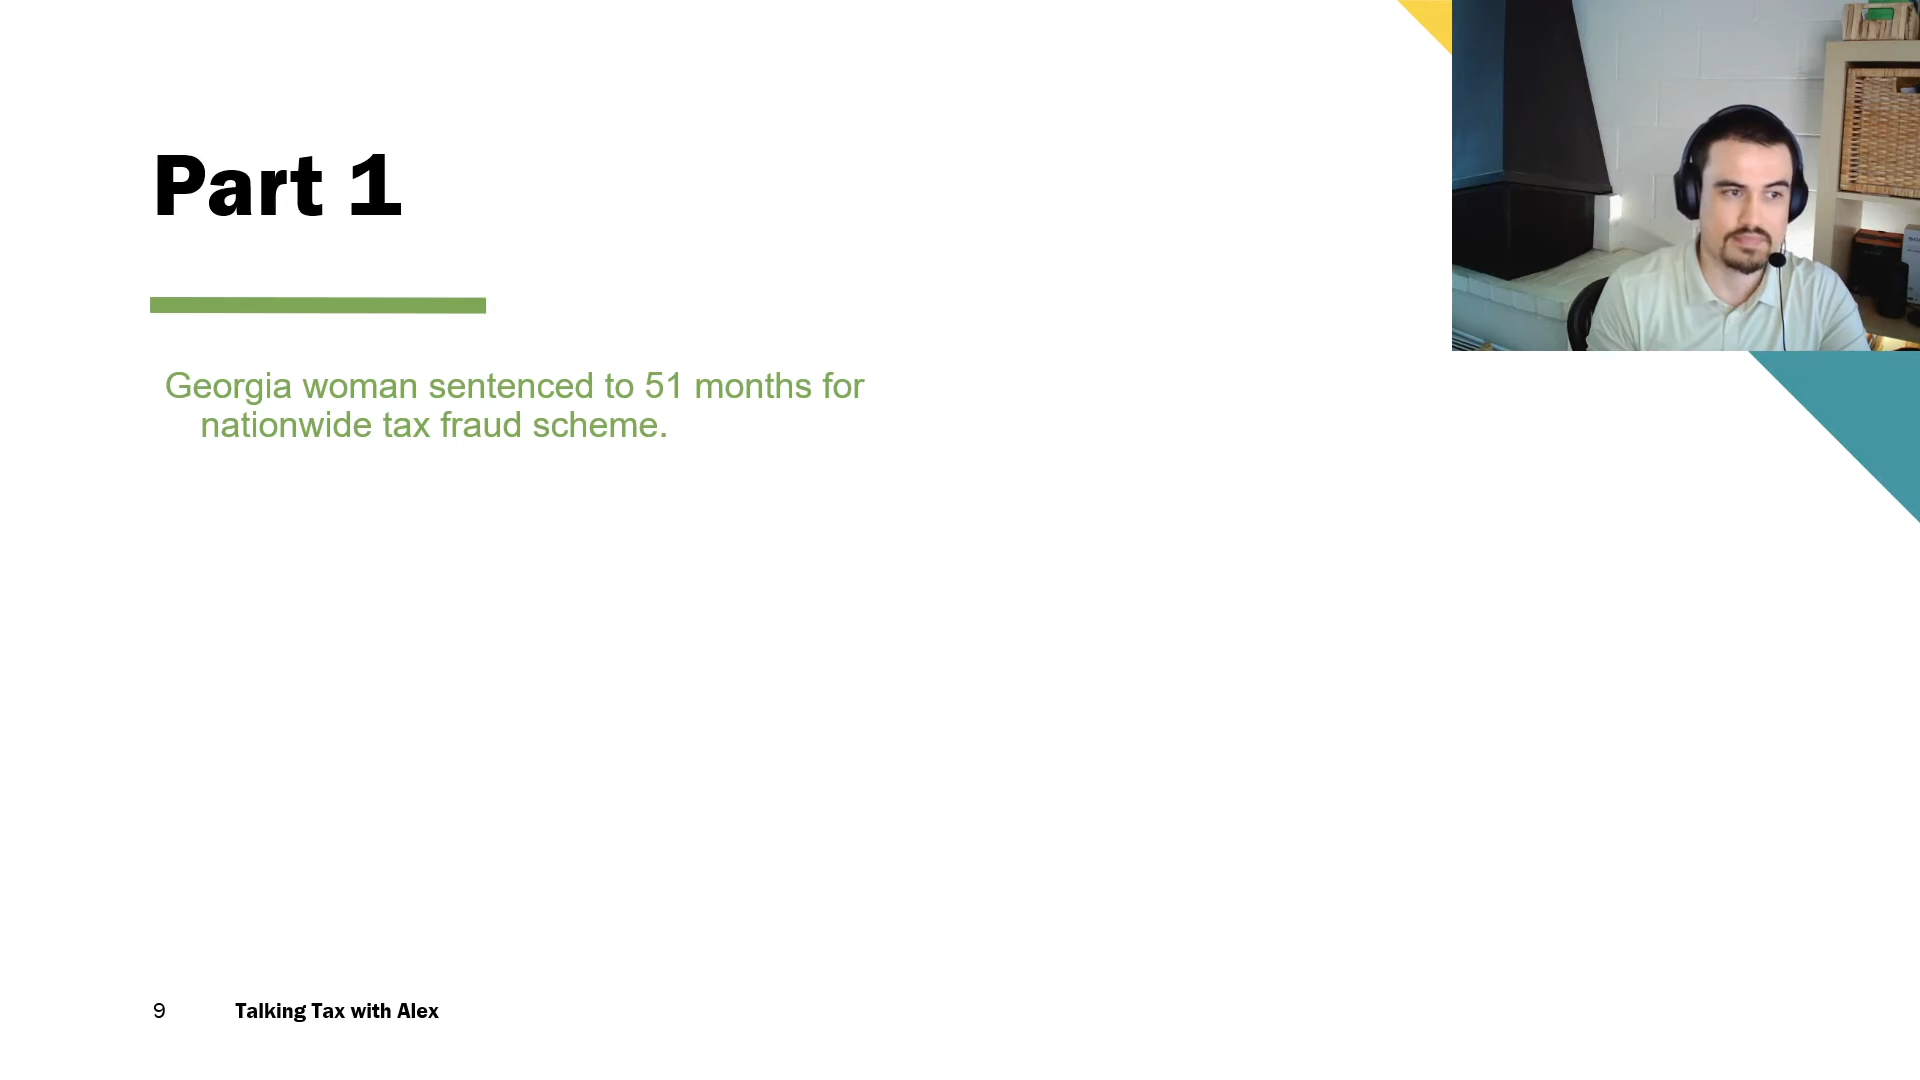 Part 1
Georgia woman sentenced to 51 months for
nationwide tax fraud scheme.
9 Talking Tax with Alex